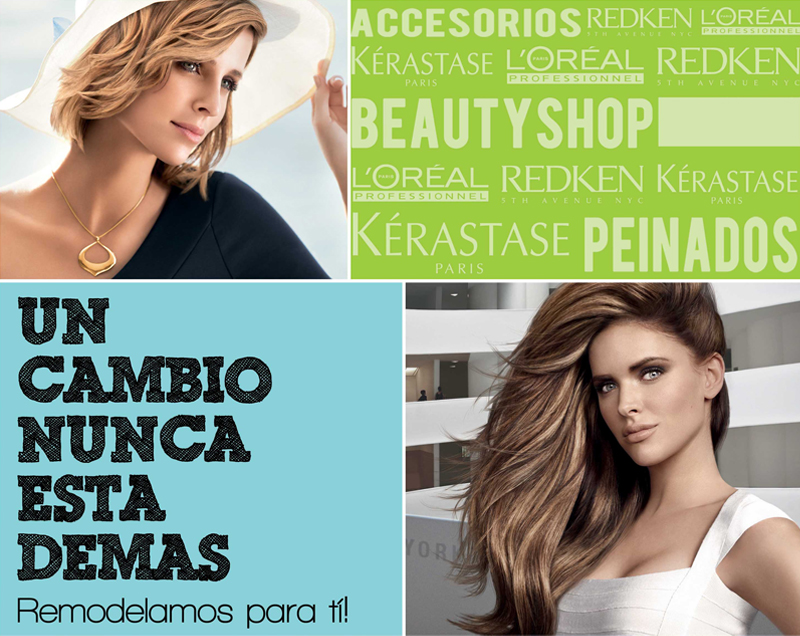 ACCESORIOS REDKEN L'ORÉAL
5TH AVENUE NYC PROFESSIONNEL
KÉRASTASE L'ORÉAL REDKEN
PARIS PROFESSIONNEL 5TH AVENUE NYC
BEAUTYSHOP
L'ORÉAL REDKEN KÉRASTASE
PROFESSIONNEL 5TH AVENUE NYC PARIS
KÉRASTASE PEINADOS
PARIS
UN
CAMBIO
NUNCA
ESTA
DEMAS
Remodelamos para tí!
YORK